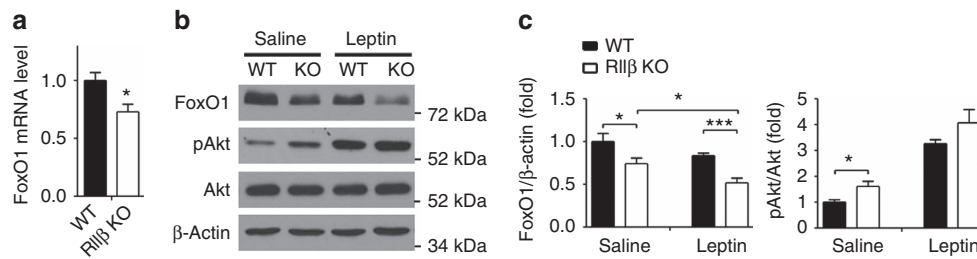 a
FoxO1 mRNA level
1.0
*
0.5
0.0
WT
RIIβ KO
b
Saline Leptin
WT KO WT KO
FoxO1
72 kDa
pAkt
52 kDa
Akt
52 kDa
β-Actin
34 kDa
c
WT
RIIβ KO
FoxO1/β-actin (fold)
1.5
1.0
0.5
0.0
*
*
***
Saline Leptin
pAkt/Akt (fold)
5
4
3
2
1
0
*
Saline Leptin